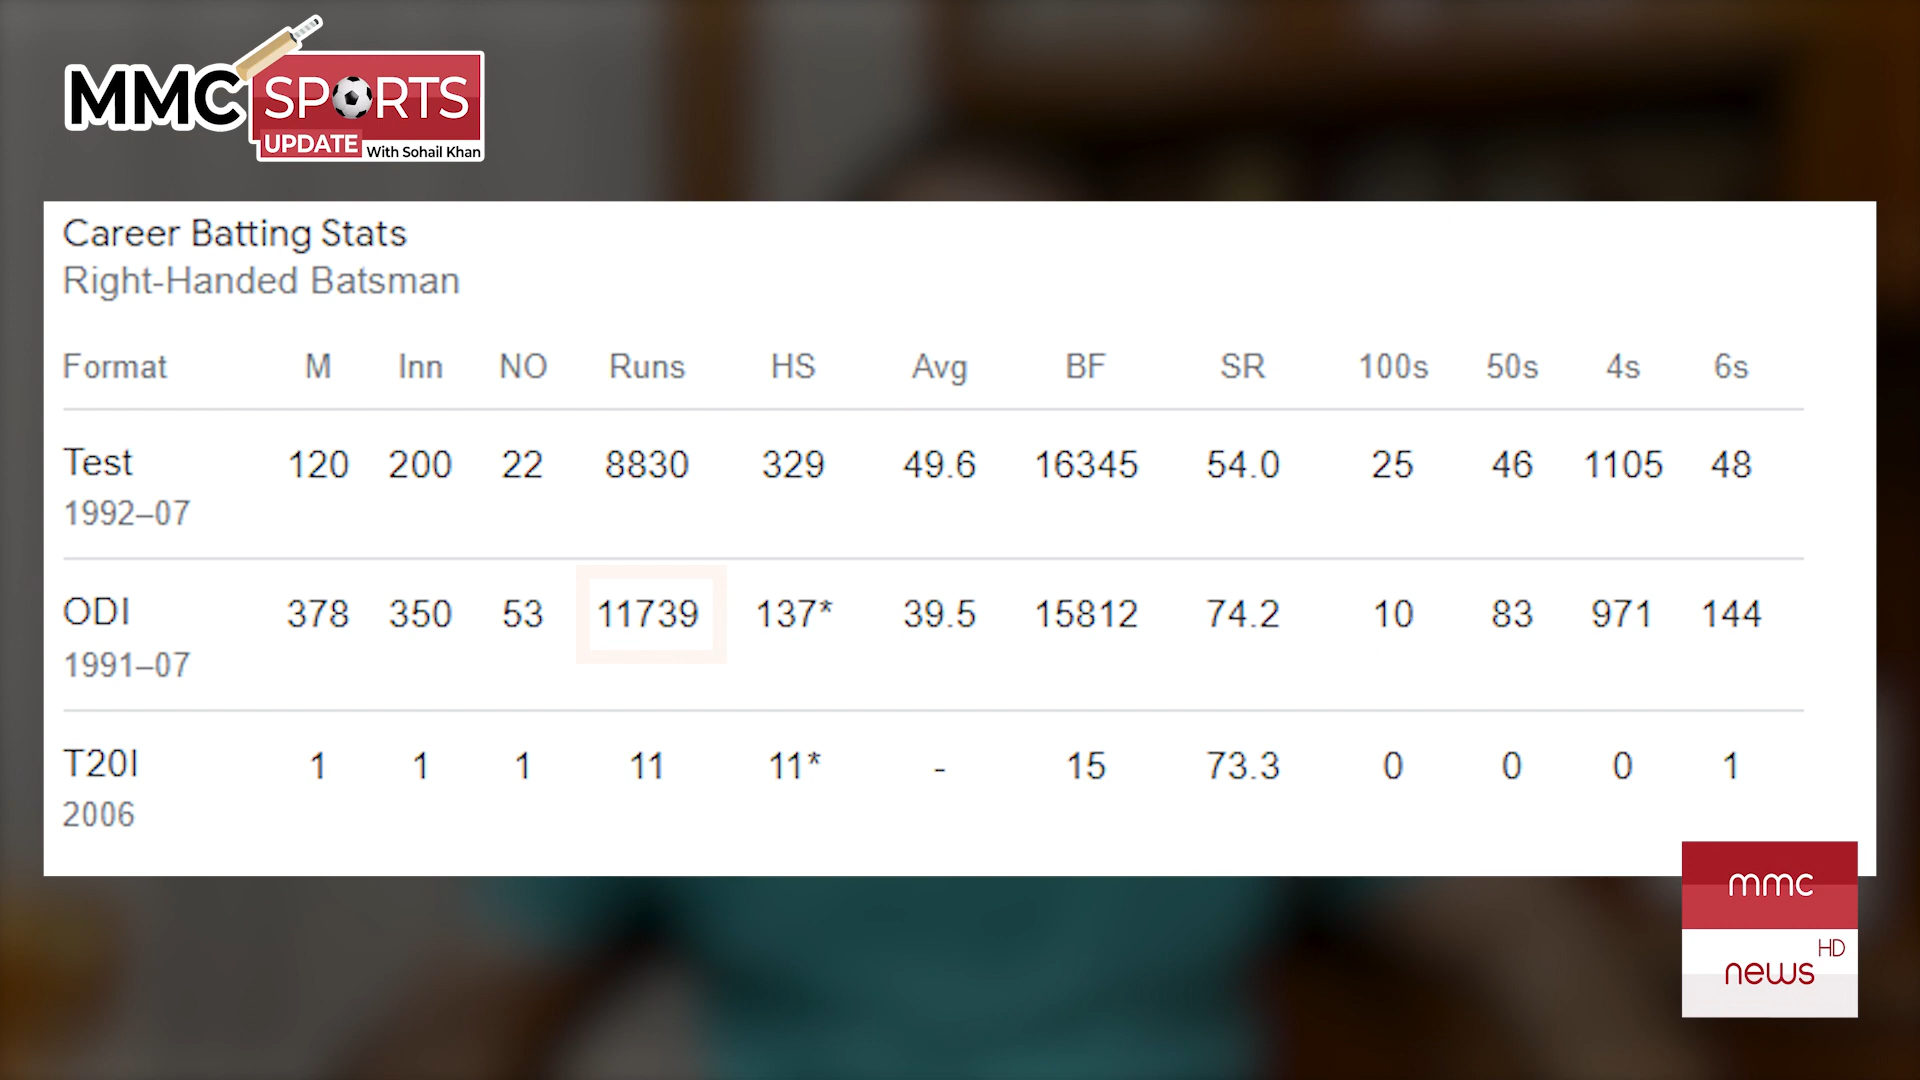 MMC SPORTS
UPDATE With Sohail Khan
Career Batting Stats
Right-Handed Batsman
Format M Inn NO Runs HS Avg BF SR 100s 50s 4s 6s
Test 120 200 22 8830 329 49.6 16345 54.0 25 46 1105 48
1992–07
ODI 378 350 53 11739 137* 39.5 15812 74.2 10 83 971 144
1991–07
T20I 1 1 1 11 11* - 15 73.3 0 0 0 1
2006
mmc
HD
news